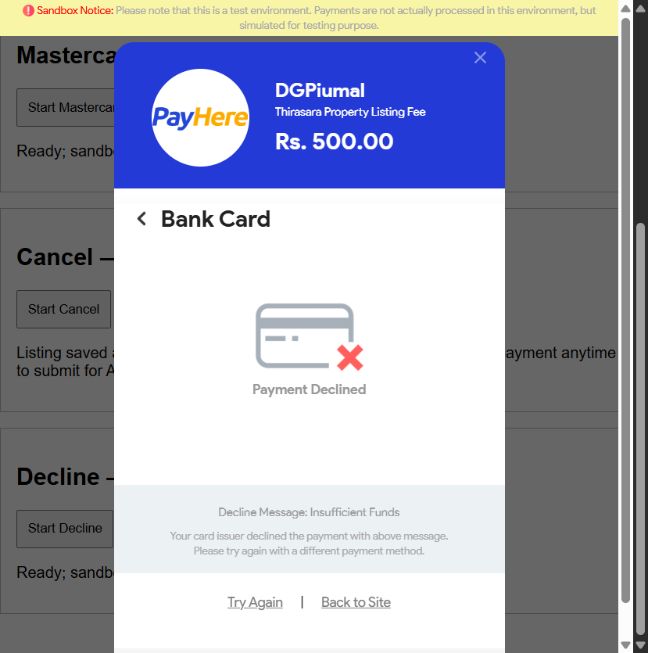 Sandbox Notice: Please note that this is a test environment. Payments are not actually processed in this environment, but
simulated for testing purpose.
Masterca
Start Masterca
Ready; sandb
PayHere
DGPiumal
Thirasara Property Listing Fee
Rs. 500.00
Bank Card
Payment Declined
Decline Message: Insufficient Funds
Your card issuer declined the payment with above message.
Please try again with a different payment method.
Try Again | Back to Site
Cancel —
Start Cancel
Listing saved ayment anytime
to submit for A
Decline –
Start Decline
Ready; sandb